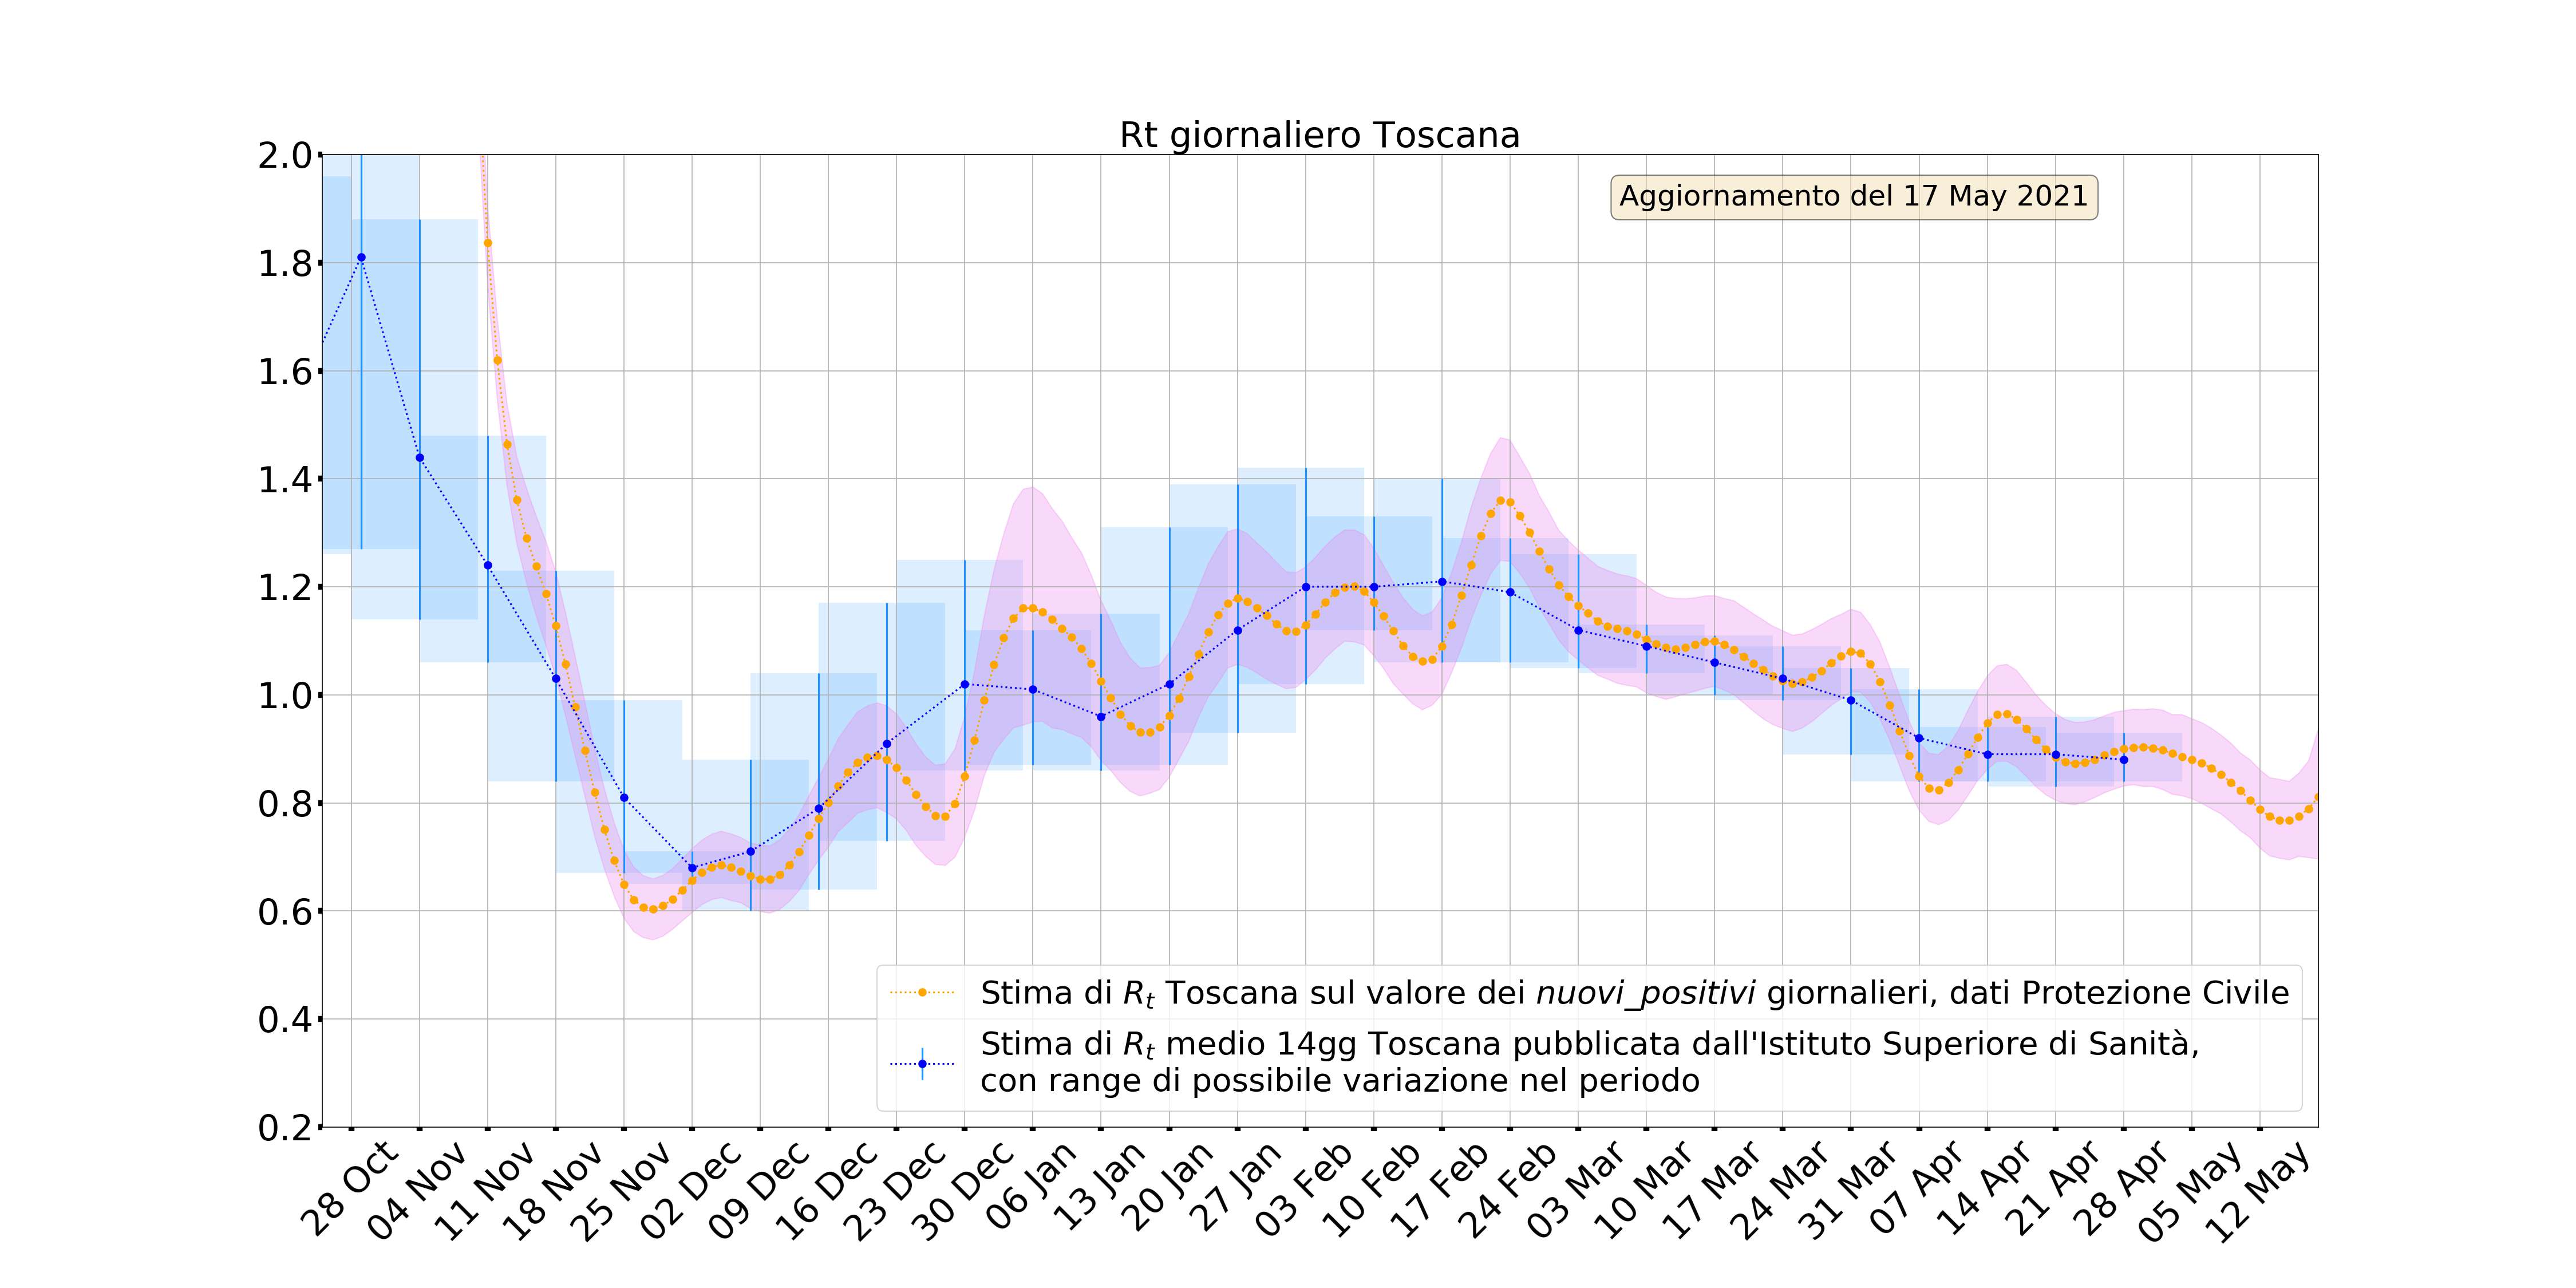 Rt giornaliero Toscana
Aggiornamento del 17 May 2021
2.0
1.8
1.6
1.4
1.2
1.0
0.8
0.6
0.4
0.2
Stima di Rt Toscana sul valore dei nuovi_positivi giornalieri, dati Protezione Civile
Stima di Rt medio 14gg Toscana pubblicata dall'Istituto Superiore di Sanità,
con range di possibile variazione nel periodo
28 Oct
04 Nov
11 Nov
18 Nov
25 Nov
02 Dec
09 Dec
16 Dec
23 Dec
30 Dec
06 Jan
13 Jan
20 Jan
27 Jan
03 Feb
10 Feb
17 Feb
24 Feb
03 Mar
10 Mar
17 Mar
24 Mar
31 Mar
07 Apr
14 Apr
21 Apr
28 Apr
05 May
12 May